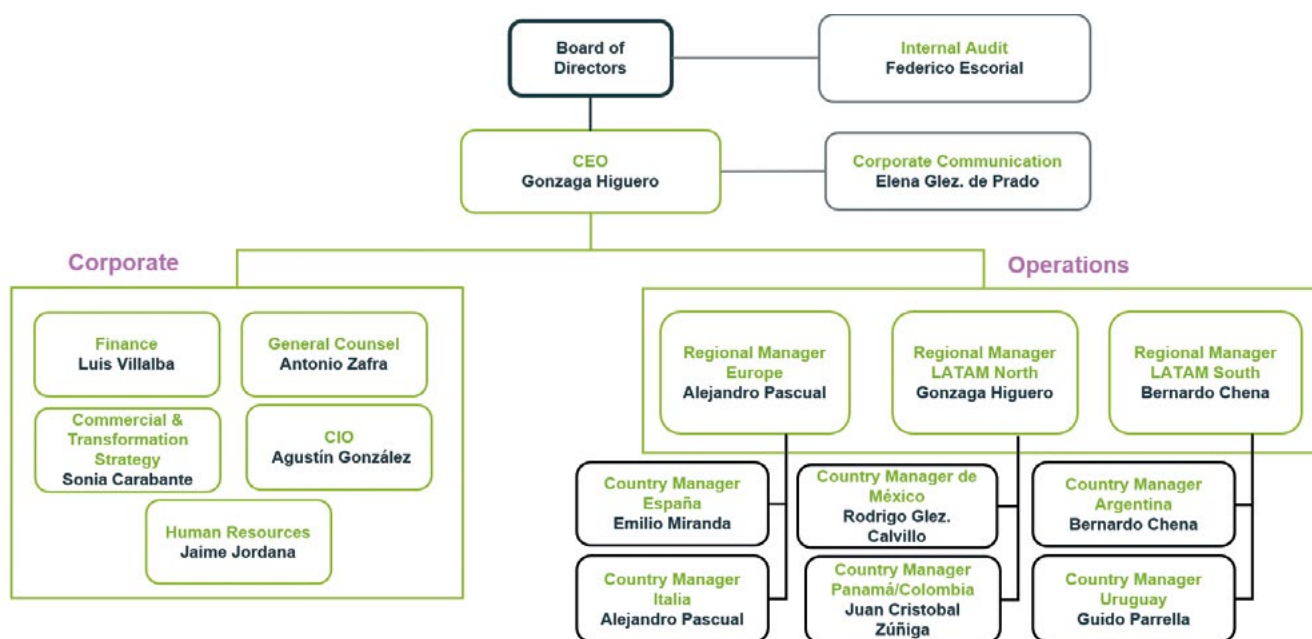 Board of
Directors
Internal Audit
Federico Escorial
CEO
Gonzaga Higuero
Corporate Communication
Elena Glez. de Prado
Corporate
Operations
Finance
Luis Villalba
General Counsel
Antonio Zafra
Commercial &
Transformation
Strategy
Sonia Carabante
CIO
Agustín González
Human Resources
Jaime Jordana
Regional Manager
Europe
Alejandro Pascual
Regional Manager
LATAM North
Gonzaga Higuero
Regional Manager
LATAM South
Bernardo Chena
Country Manager
España
Emilio Miranda
Country Manager de
México
Rodrigo Glez.
Calvillo
Country Manager
Argentina
Bernardo Chena
Country Manager
Italia
Alejandro Pascual
Country Manager
Panamá/Colombia
Juan Cristobal
Zúñiga
Country Manager
Uruguay
Guido Parrella